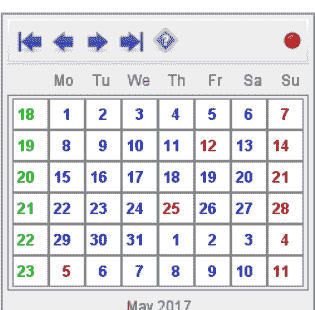 Mo Tu We Th Fr Sa Su
18 1 2 3 4 5 6 7
19 8 9 10 11 12 13 14
20 15 16 17 18 19 20 21
21 22 23 24 25 26 27 28
22 29 30 31 1 2 3 4
23 5 6 7 8 9 10 11
May 2017